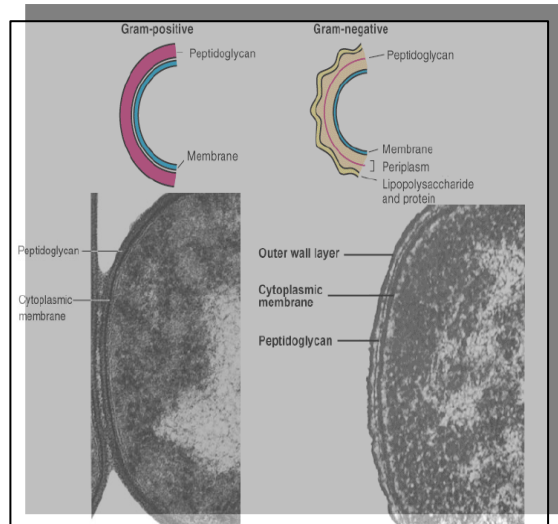 Gram-positive
Gram-negative
Peptidoglycan
Membrane
Peptidoglycan
Membrane
Periplasm
Lipopolysaccharide
and protein
Peptidoglycan
Cytoplasmic
membrane
Outer wall layer
Cytoplasmic
membrane
Peptidoglycan